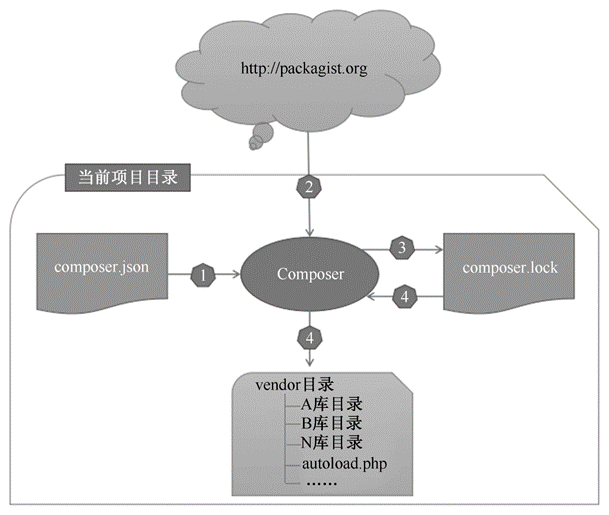 http://packagist.org
当前项目目录
2
composer.json
1
Composer
3
composer.lock
4
4
vendor目录
A库目录
B库目录
N库目录
autoload.php
……